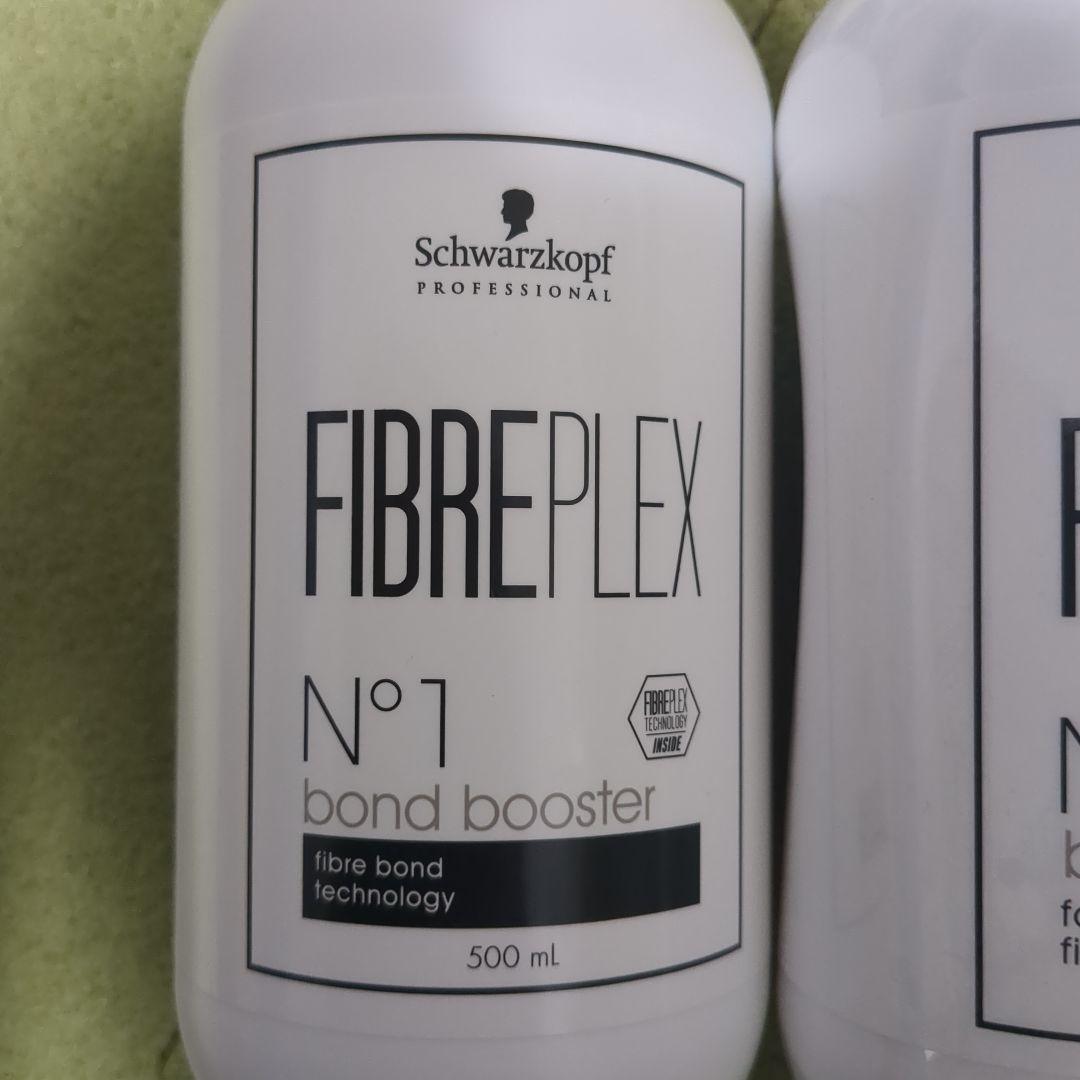 Schwarzkopf
PROFESSIONAL
FIBREPLEX
N°1
FIBREPLEX
TECHNOLOGY
INSIDE
bond booster
fibre bond
technology
500 mL